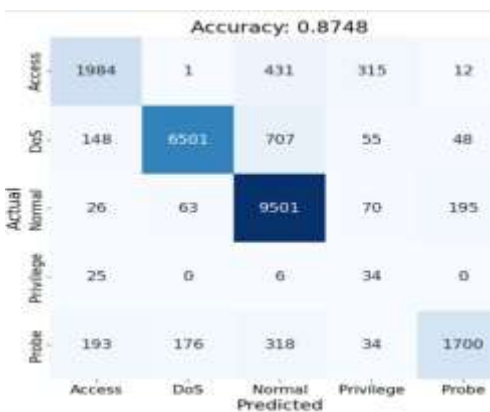 Accuracy: 0.8748
Access 1984 1 431 315 12
DoS 148 6501 707 55 48
Actual
Normal 26 63 9501 70 195
Privilege 25 0 6 34 0
Probe 193 176 318 34 1700
Access DoS Normal Privilege Probe
Predicted